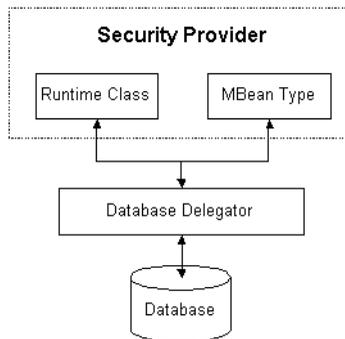 Security Provider
Runtime Class
MBean Type
Database Delegator
Database